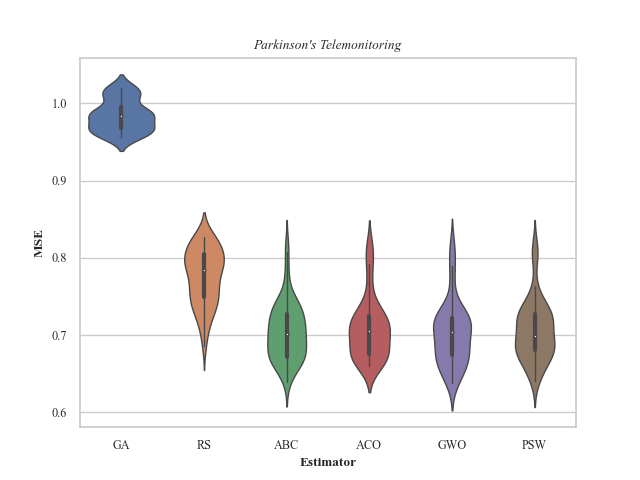 Parkinson's Telemonitoring
MSE
1.0
0.9
0.8
0.7
0.6
GA RS ABC ACO GWO PSW
Estimator